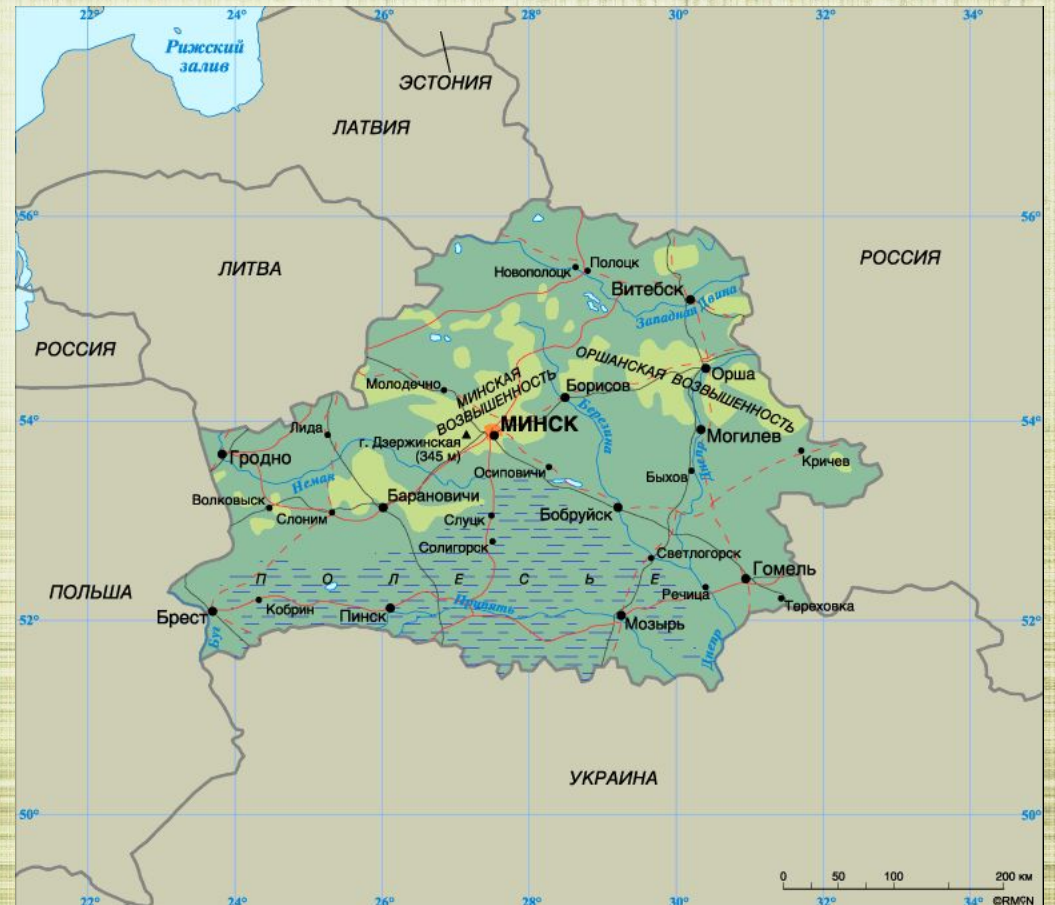 22°
24°
26°
28°
30°
32°
34°
Рижский
залив
ЭСТОНИЯ
ЛАТВИЯ
56°
56°
ЛИТВА
РОССИЯ
Новополоцк
Полоцк
Витебск
Западная Двина
РОССИЯ
ОРШАНСКАЯ ВОЗВЫШЕННОСТЬ
Орша
Молодечно
МИНСКАЯ
ВОЗВЫШЕННОСТЬ
Борисов
Березина
54°
54°
МИНСК
Лида
г. Дзержинская
(345 м)
Могилев
Днепр
Гродно
Кричев
Неман
Осиповичи
Быхов
Волковыск
Барановичи
Слоним
Слуцк
Бобруйск
Солигорск
Светлогорск
Гомель
ПОЛЬША
ПОЛЕСЬЕ
Речица
Тереховка
Кобрин
Припять
Брест
Пинск
Мозырь
52°
52°
Буг
Днепр
УКРАИНА
50°
50°
0 50 100 200 км
22°
24°
26°
28°
30°
32°
34°
©RMCN